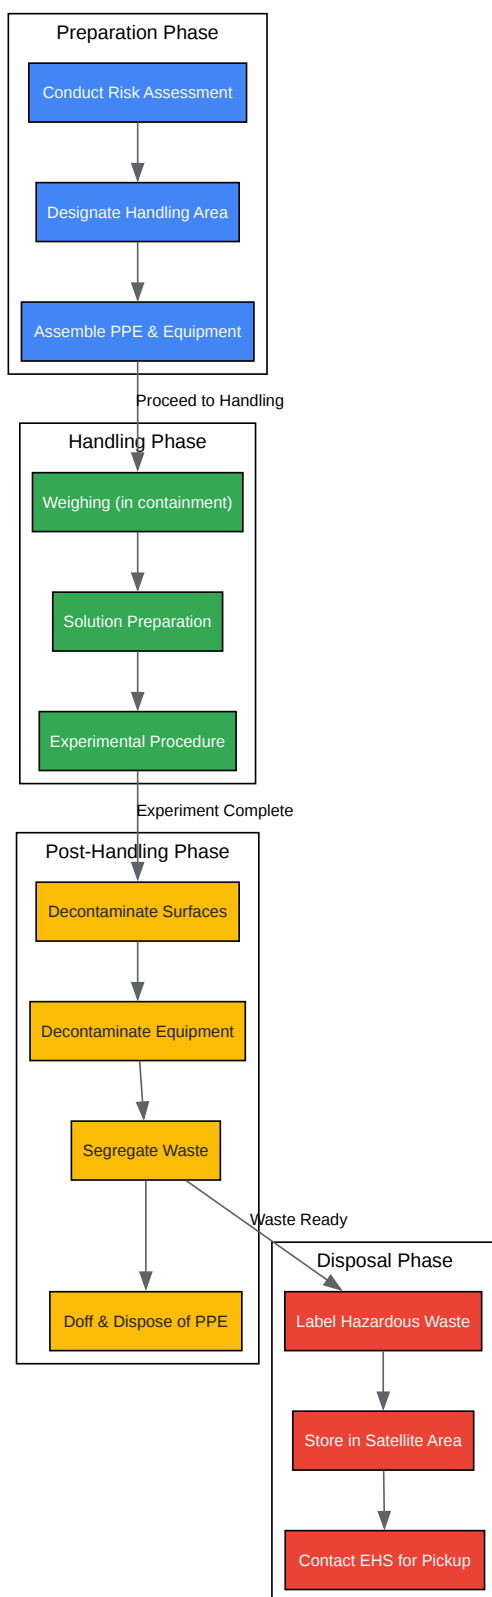 Preparation Phase
Conduct Risk Assessment
Designate Handling Area
Assemble PPE & Equipment
Proceed to Handling
Handling Phase
Weighing (in containment)
Solution Preparation
Experimental Procedure
Experiment Complete
Post-Handling Phase
Decontaminate Surfaces
Decontaminate Equipment
Segregate Waste
Waste Ready
Disposal Phase
Doff & Dispose of PPE
Label Hazardous Waste
Store in Satellite Area
Contact EHS for Pickup